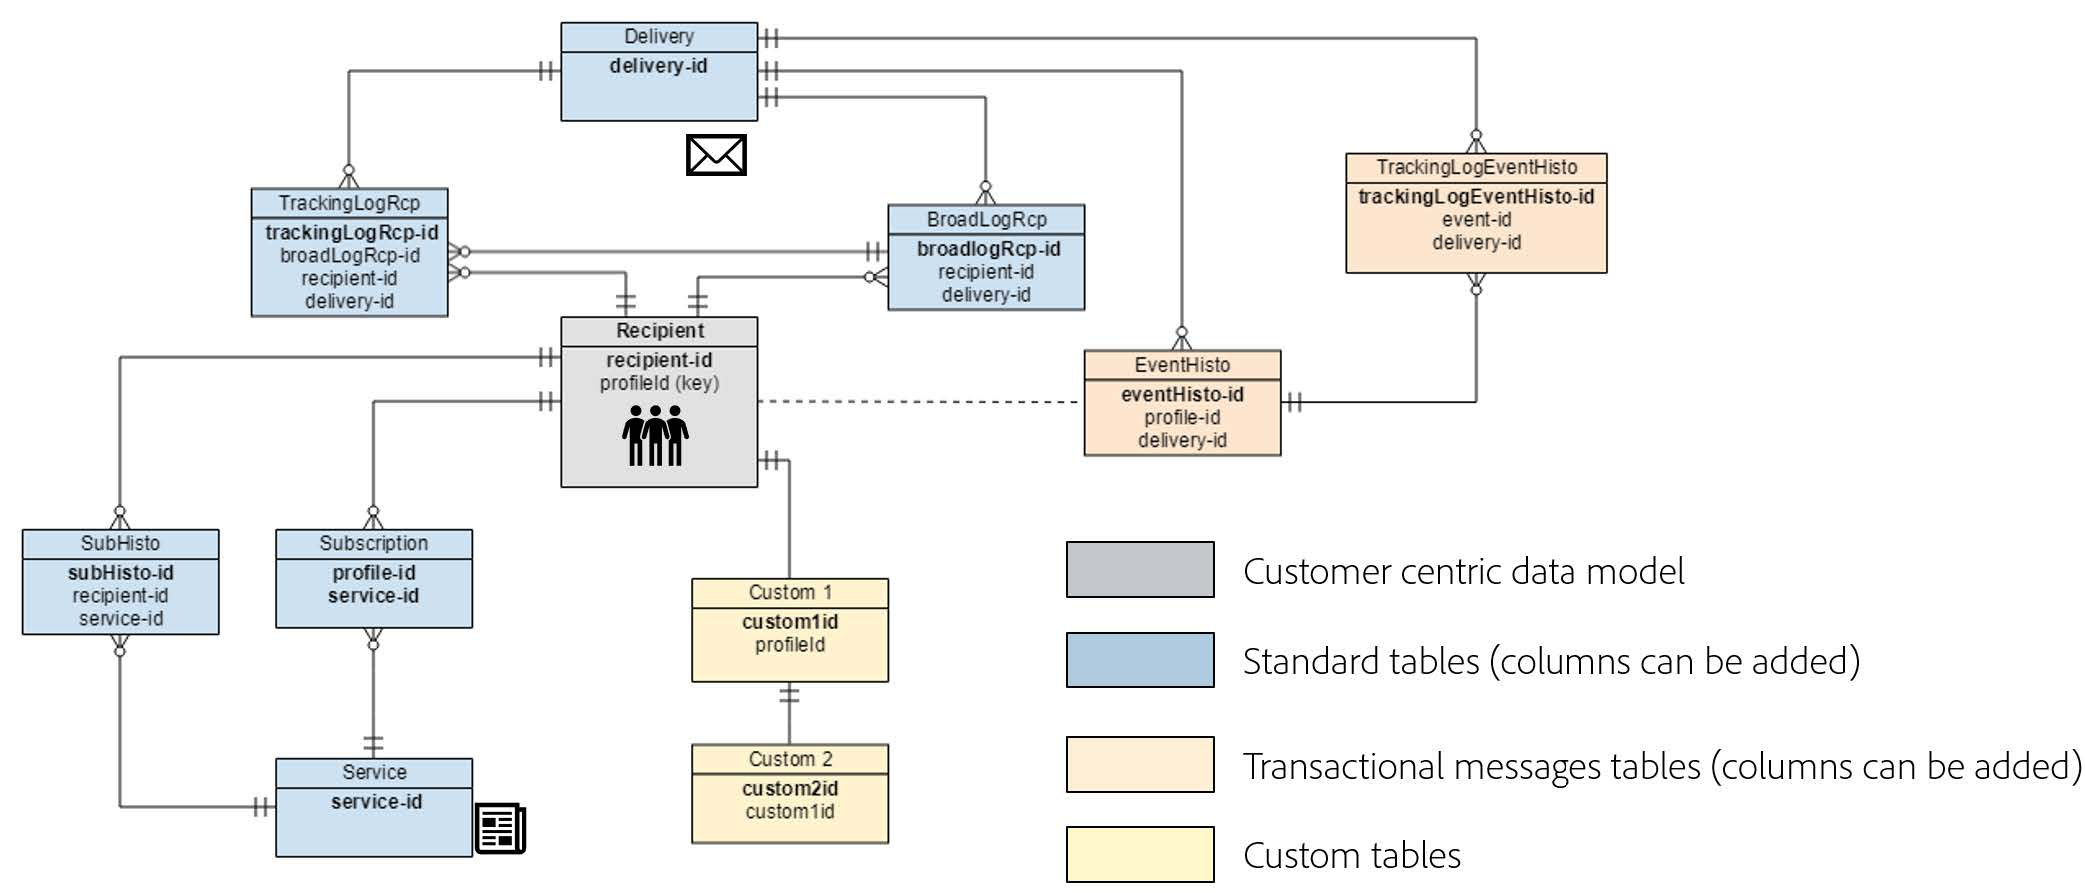 Delivery
delivery-id
TrackingLogRcp
trackingLogRcp-id
broadLogRcp-id
recipient-id
delivery-id
BroadLogRcp
broadlogRcp-id
recipient-id
delivery-id
TrackingLogEventHisto
trackingLogEventHisto-id
event-id
delivery-id
Recipient
recipient-id
profileId (key)
EventHisto
eventHisto-id
profile-id
delivery-id
SubHisto
subHisto-id
recipient-id
service-id
Subscription
profile-id
service-id
Custom 1
custom1id
profileId
Service
service-id
Custom 2
custom2id
custom1id
Customer centric data model
Standard tables (columns can be added)
Transactional messages tables (columns can be added)
Custom tables